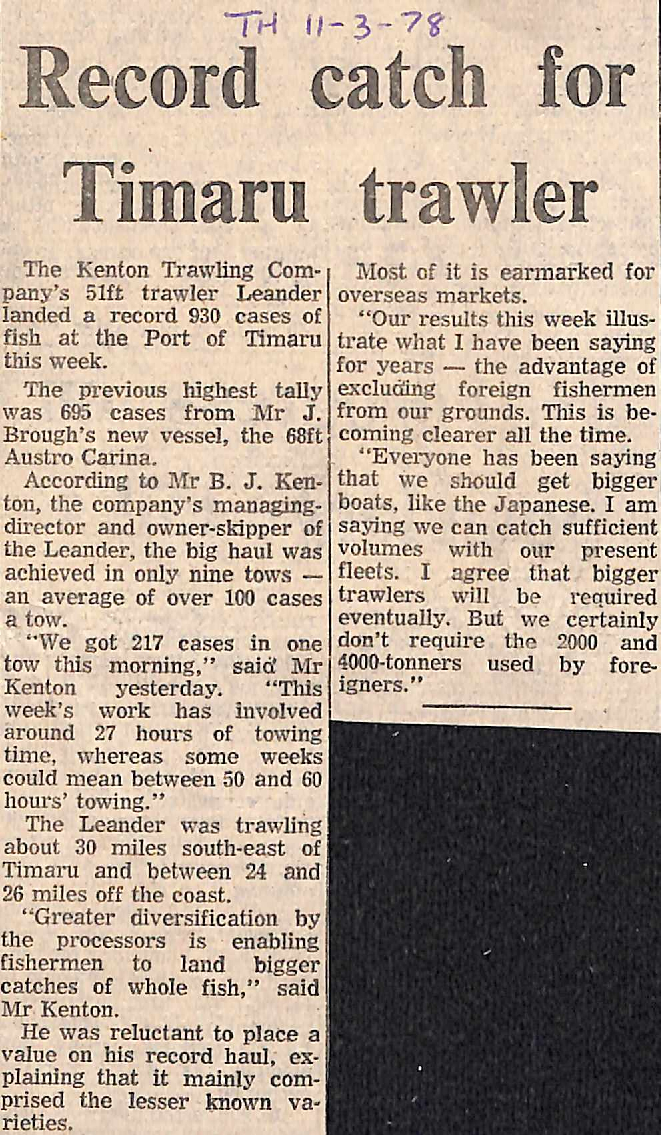 TH 11-3-78
Record catch for
Timaru trawler
The Kenton Trawling Com-
pany's 51ft trawler Leander
landed a record 930 cases of
fish at the Port of Timaru
this week.
The previous highest tally
was 695 cases from Mr J.
Brough's new vessel, the 68ft
Austro Carina.
According to Mr B. J. Ken-
ton, the company's managing-
director and owner-skipper of
the Leander, the big haul was
achieved in only nine tows —
an average of over 100 cases
a tow.
"We got 217 cases in one
tow this morning," said Mr
Kenton yesterday. "This
week's work has involved
around 27 hours of towing
time, whereas some weeks
could mean between 50 and 60
hours' towing."
The Leander was trawling
about 30 miles south-east of
Timaru and between 24 and
26 miles off the coast.
"Greater diversification by
the processors is enabling
fishermen to land bigger
catches of whole fish," said
Mr Kenton.
He was reluctant to place a
value on his record haul, ex-
plaining that it mainly com-
prised the lesser known va-
rieties.
Most of it is earmarked for
overseas markets.
"Our results this week illus-
trate what I have been saying
for years — the advantage of
excluding foreign fishermen
from our grounds. This is be-
coming clearer all the time.
"Everyone has been saying
that we should get bigger
boats, like the Japanese. I am
saying we can catch sufficient
volumes with our present
fleets. I agree that bigger
trawlers will be required
eventually. But we certainly
don't require the 2000 and
4000-tonners used by fore-
igners."